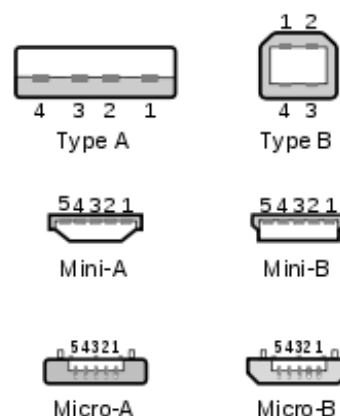 1 2
4 3 2 1
4 3
Type A
Type B
5 4 3 2 1
5 4 3 2 1
Mini-A
Mini-B
5 4 3 2 1
5 4 3 2 1
Micro-A
Micro-B